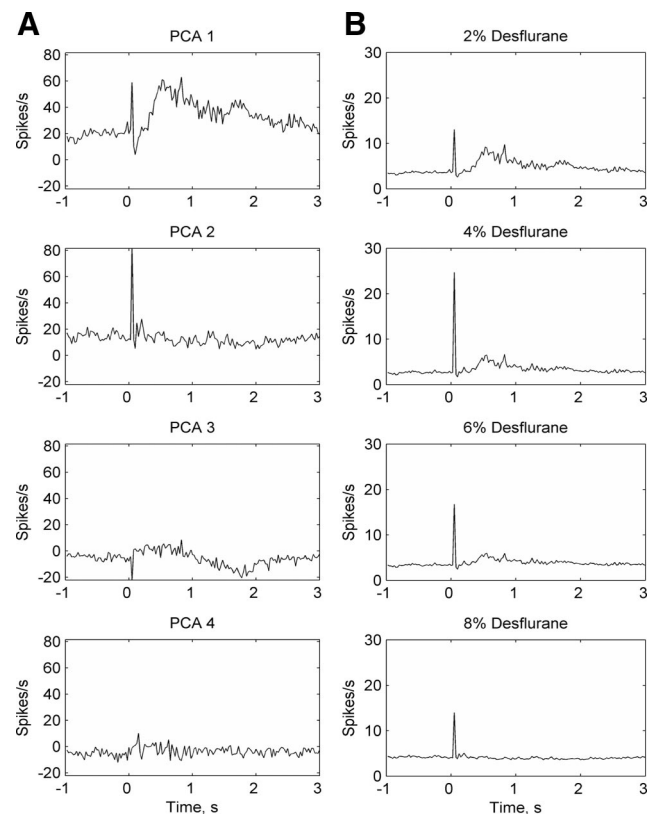 A
B
PCA 1
Spikes/s
80
60
40
20
0
-20
-1 0 1 2 3
2% Desflurane
Spikes/s
30
20
10
0
-1 0 1 2 3
PCA 2
Spikes/s
80
60
40
20
0
-20
-1 0 1 2 3
4% Desflurane
Spikes/s
30
20
10
0
-1 0 1 2 3
PCA 3
Spikes/s
80
60
40
20
0
-20
-1 0 1 2 3
6% Desflurane
Spikes/s
30
20
10
0
-1 0 1 2 3
PCA 4
Spikes/s
80
60
40
20
0
-20
-1 0 1 2 3
Time, s
8% Desflurane
Spikes/s
30
20
10
0
-1 0 1 2 3
Time, s